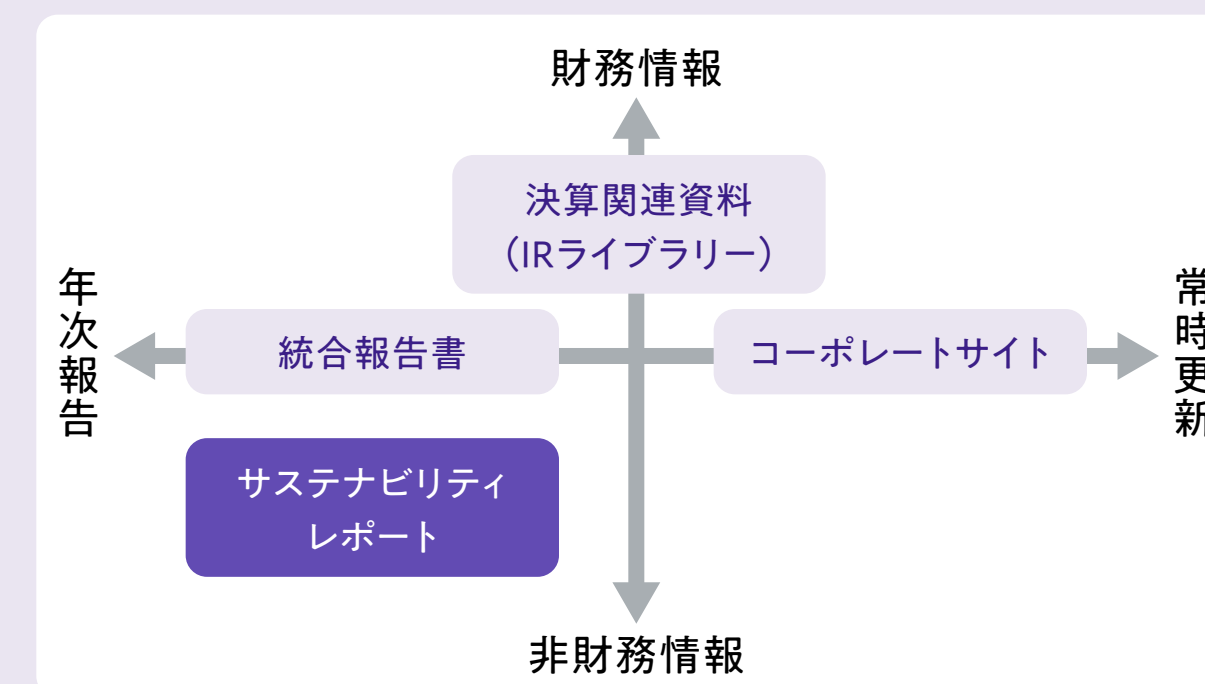 財務情報
決算関連資料
（IRライブラリー）
年次報告
統合報告書
コーポレートサイト
常時更新
サステナビリティ
レポート
非財務情報